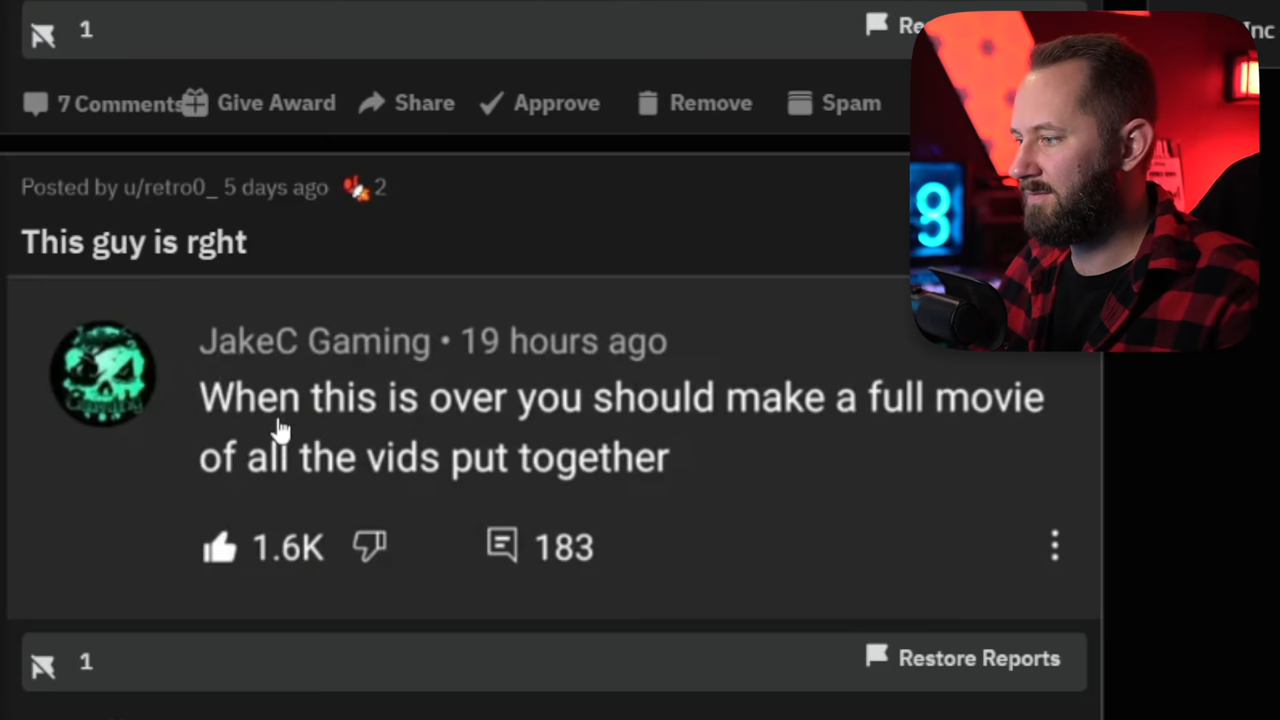 1
Re
Inc
7 Comments Give Award Share Approve Remove Spam
Posted by u/retro0_ 5 days ago 2
This guy is rght
JakeC Gaming • 19 hours ago
When this is over you should make a full movie
of all the vids put together
1.6K 183
1 Restore Reports
8